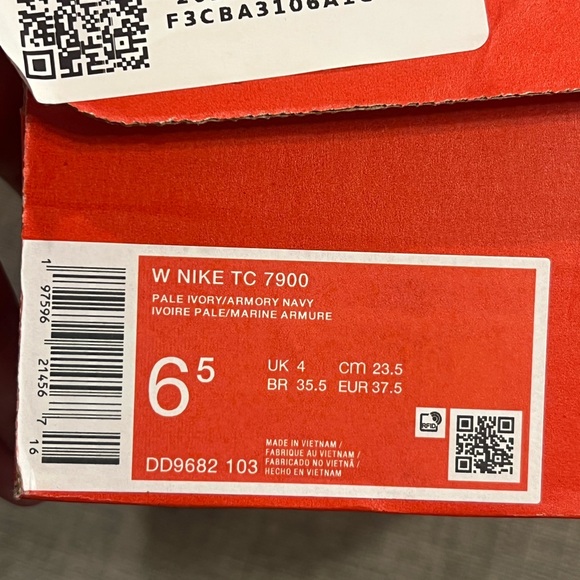 F3CBA3106A1
W NIKE TC 7900
PALE IVORY/ARMORY NAVY
IVOIRE PALE/MARINE ARMURE
6⁵
UK 4 cm 23.5
BR 35.5 EUR 37.5
RFID
MADE IN VIETNAM /
FABRIQUE AU VIETNAM /
FABRICADO NO VIETNÃ /
HECHO EN VIETNAM
DD9682 103
1 97596 21456 7
16